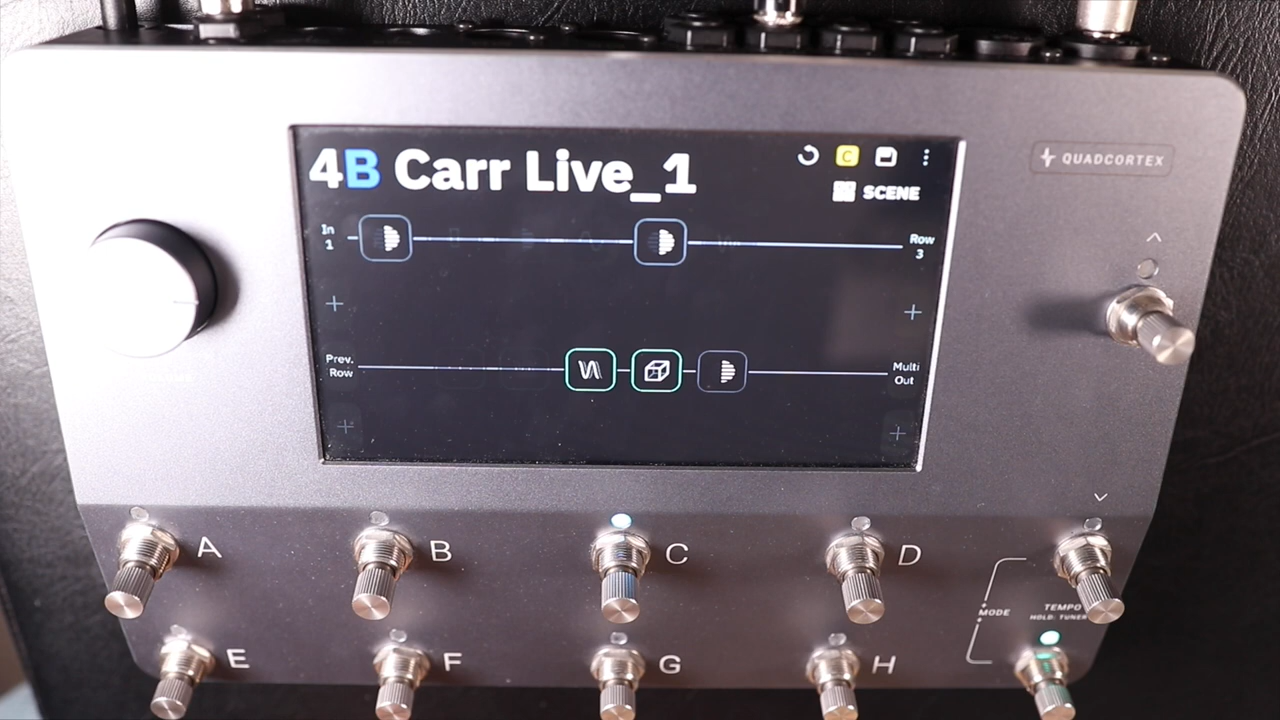 4B Carr Live_1
C
SCENE
QUADCORTEX
In
1
Row
3
Prev.
Row
Multi
Out
A
B
C
D
MODE
TEMPO
HOLD: TUNER
E
F
G
H